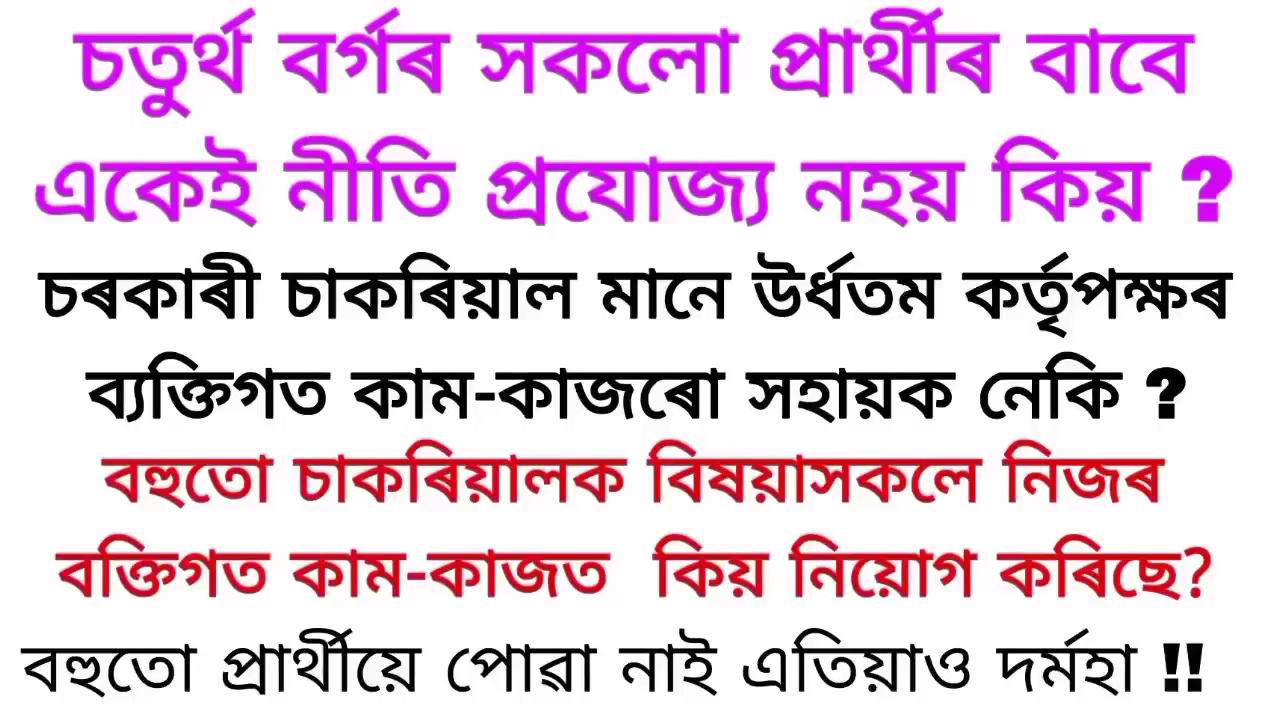 চতুৰ্থ বৰ্গৰ সকলো প্ৰাৰ্থীৰ বাবে
একেই নীতি প্ৰযোজ্য নহয় কিয় ?
চৰকাৰী চাকৰিয়াল মানে উৰ্ধতম কৰ্তৃপক্ষৰ
ব্যক্তিগত কাম-কাজৰো সহায়ক নেকি ?
বহুতো চাকৰিয়ালক বিষয়াসকলে নিজৰ
বক্তিগত কাম-কাজত কিয় নিয়োগ কৰিছে?
বহুতো প্ৰাৰ্থীয়ে পোৱা নাই এতিয়াও দৰ্মহা !!